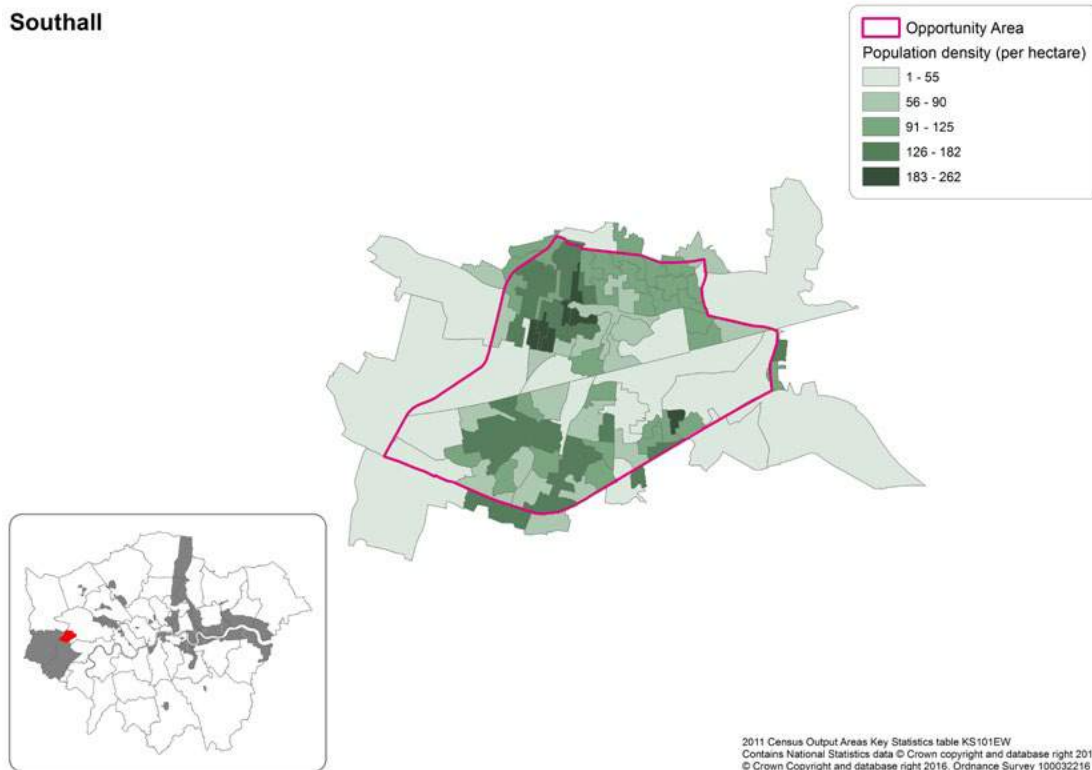 Southall
Opportunity Area
Population density (per hectare)
1 - 55
56 - 90
91 - 125
126 - 182
183 - 262
2011 Census Output Areas Key Statistics table KS101EW
Contains National Statistics data © Crown copyright and database right 201
© Crown Copyright and database right 2016. Ordnance Survey 100032216